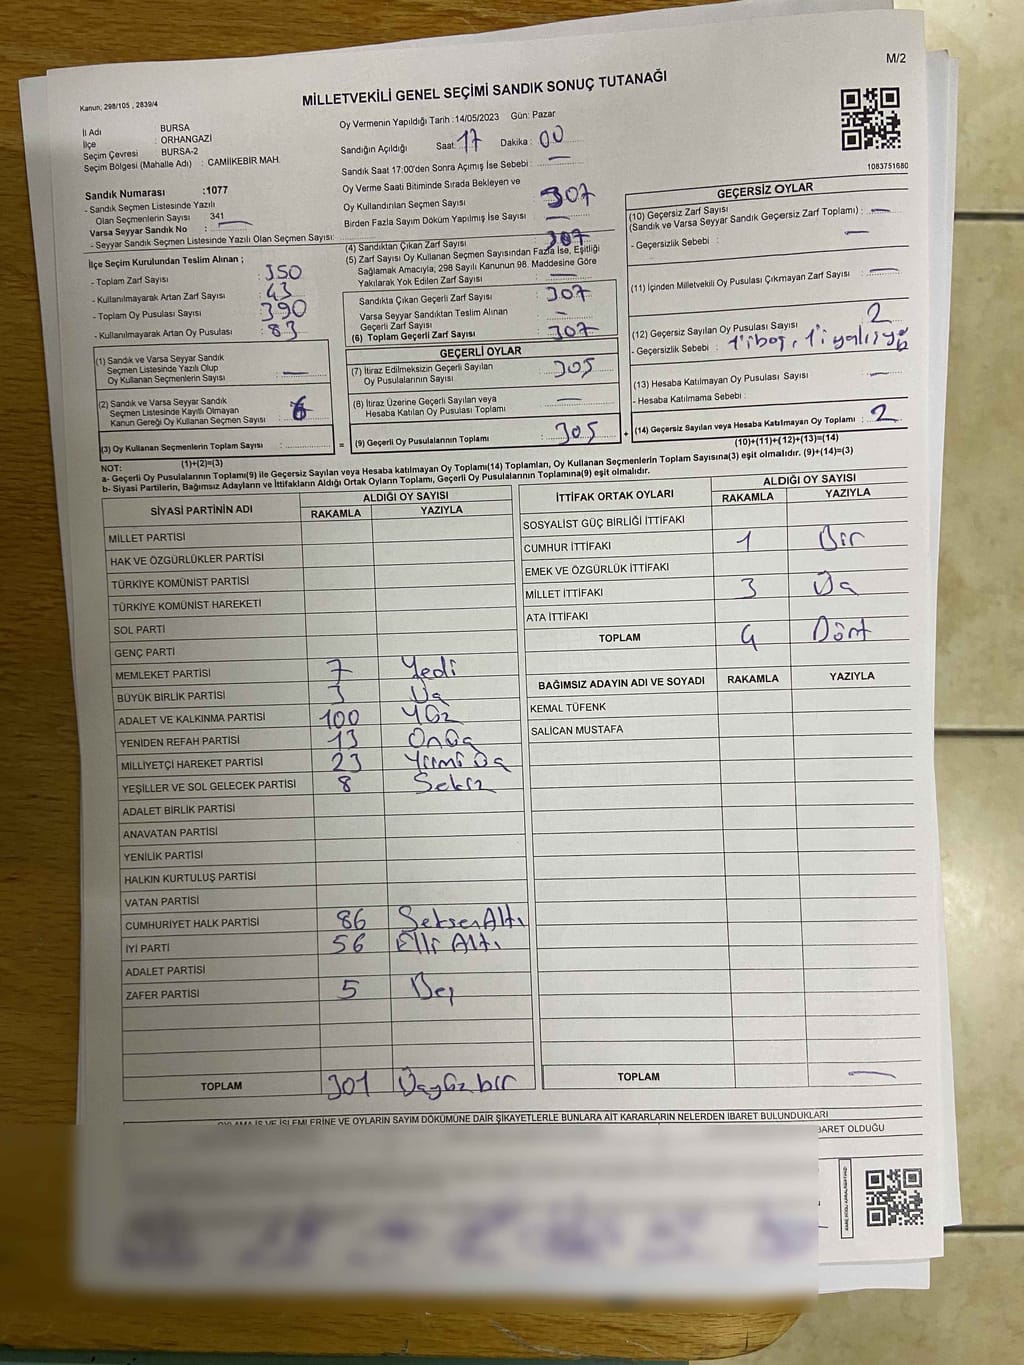 M/2
Kanun; 298/105 , 2839/4
MİLLETVEKİLİ GENEL SEÇİMİ SANDIK SONUÇ TUTANAĞI
1083751680
İl Adı BURSA
İlçe : ORHANGAZİ
Seçim Çevresi BURSA-2
Seçim Bölgesi (Mahalle Adı) : CAMİİKEBİR MAH.
Sandık Numarası :1077
- Sandık Seçmen Listesinde Yazılı
Olan Seçmenlerin Sayısı 341
Varsa Seyyar Sandık No : —
- Seyyar Sandık Seçmen Listesinde Yazılı Olan Seçmen Sayısı:
Oy Vermenin Yapıldığı Tarih :14/05/2023 Gün: Pazar
Sandığın Açıldığı Saat: 17 Dakika : 00
Sandık Saat 17:00'den Sonra Açımış İse Sebebi : —
Oy Verme Saati Bitiminde Sırada Bekleyen ve
Oy Kullandırılan Seçmen Sayısı 307
Birden Fazla Sayım Döküm Yapılmış İse Sayısı —
(4) Sandıktan Çıkan Zarf Sayısı 307
(5) Zarf Sayısı Oy Kullanan Seçmen Sayısından Fazla İse, Eşitliği
Sağlamak Amacıyla; 298 Sayılı Kanunun 98. Maddesine Göre
Yakılarak Yok Edilen Zarf Sayısı —
İlçe Seçim Kurulundan Teslim Alınan ;
- Toplam Zarf Sayısı : 350
- Kullanılmayarak Artan Zarf Sayısı : 43
- Toplam Oy Pusulası Sayısı : 390
- Kullanılmayarak Artan Oy Pusulası : 83
(1) Sandık ve Varsa Seyyar Sandık
Seçmen Listesinde Yazılı Olup
Oy Kullanan Seçmenlerin Sayısı : —
(2) Sandık ve Varsa Seyyar Sandık
Seçmen Listesinde Kayıtlı Olmayan
Kanun Gereği Oy Kullanan Seçmen Sayısı : 6
(3) Oy Kullanan Seçmenlerin Toplam Sayısı :
(1)+(2)=(3)
Sandıkta Çıkan Geçerli Zarf Sayısı : 307
Varsa Seyyar Sandıktan Teslim Alınan
Geçerli Zarf Sayısı : —
(6) Toplam Geçerli Zarf Sayısı : 307
GEÇERLİ OYLAR
(7) İtiraz Edilmeksizin Geçerli Sayılan
Oy Pusulalarının Sayısı : 305
(8) İtiraz Üzerine Geçerli Sayılan veya
Hesaba Katılan Oy Pusulası Toplamı : —
= (9) Geçerli Oy Pusulalarının Toplamı : 305 +
GEÇERSİZ OYLAR
(10) Geçersiz Zarf Sayısı
(Sandık ve Varsa Seyyar Sandık Geçersiz Zarf Toplamı) : —
- Geçersizlik Sebebi : —
(11) İçinden Milletvekili Oy Pusulası Çıkmayan Zarf Sayısı : —
(12) Geçersiz Sayılan Oy Pusulası Sayısı : 2
- Geçersizlik Sebebi : 1'i boş, 1'i
(13) Hesaba Katılmayan Oy Pusulası Sayısı : —
- Hesaba Katılmama Sebebi :
(14) Geçersiz Sayılan veya Hesaba Katılmayan Oy Toplamı : 2
(10)+(11)+(12)+(13)=(14)
NOT:
a- Geçerli Oy Pusulalarının Toplamı(9) ile Geçersiz Sayılan veya Hesaba katılmayan Oy Toplamı(14) Toplamları, Oy Kullanan Seçmenlerin Toplam Sayısına(3) eşit olmalıdır. (9)+(14)=(3)
b- Siyasi Partilerin, Bağımsız Adayların ve İttifakların Aldığı Ortak Oyların Toplamı, Geçerli Oy Pusulalarının Toplamına(9) eşit olmalıdır.
SİYASİ PARTİNİN ADI ALDIĞI OY SAYISI
RAKAMLA YAZIYLA
MİLLET PARTİSİ
HAK VE ÖZGÜRLÜKLER PARTİSİ
TÜRKİYE KOMÜNİST PARTİSİ
TÜRKİYE KOMÜNİST HAREKETİ
SOL PARTİ
GENÇ PARTİ
MEMLEKET PARTİSİ 7 Yedi
BÜYÜK BİRLİK PARTİSİ 3 Üç
ADALET VE KALKINMA PARTİSİ 100 Yüz
YENİDEN REFAH PARTİSİ 13 Onüç
MİLLİYETÇİ HAREKET PARTİSİ 23 Yirmi Üç
YEŞİLLER VE SOL GELECEK PARTİSİ 8 Sekiz
ADALET BİRLİK PARTİSİ
ANAVATAN PARTİSİ
YENİLİK PARTİSİ
HALKIN KURTULUŞ PARTİSİ
VATAN PARTİSİ
CUMHURİYET HALK PARTİSİ 86 Seksen Altı
İYİ PARTİ 56 Elli Altı
ADALET PARTİSİ
ZAFER PARTİSİ 5 Beş
TOPLAM 301 Üçyüz bir
İTTİFAK ORTAK OYLARI ALDIĞI OY SAYISI
RAKAMLA YAZIYLA
SOSYALİST GÜÇ BİRLİĞİ İTTİFAKI
CUMHUR İTTİFAKI 1 Bir
EMEK VE ÖZGÜRLÜK İTTİFAKI
MİLLET İTTİFAKI 3 Üç
ATA İTTİFAKI
TOPLAM 4 Dört
BAĞIMSIZ ADAYIN ADI VE SOYADI RAKAMLA YAZIYLA
KEMAL TÜFENK
SALİCAN MUSTAFA
TOPLAM —
OYLAMA İŞ VE İŞLEMLERİNE VE OYLARIN SAYIM DÖKÜMÜNE DAİR ŞİKAYETLERLE BUNLARA AİT KARARLARIN NELERDEN İBARET BULUNDUKLARI
BARET OLDUĞU